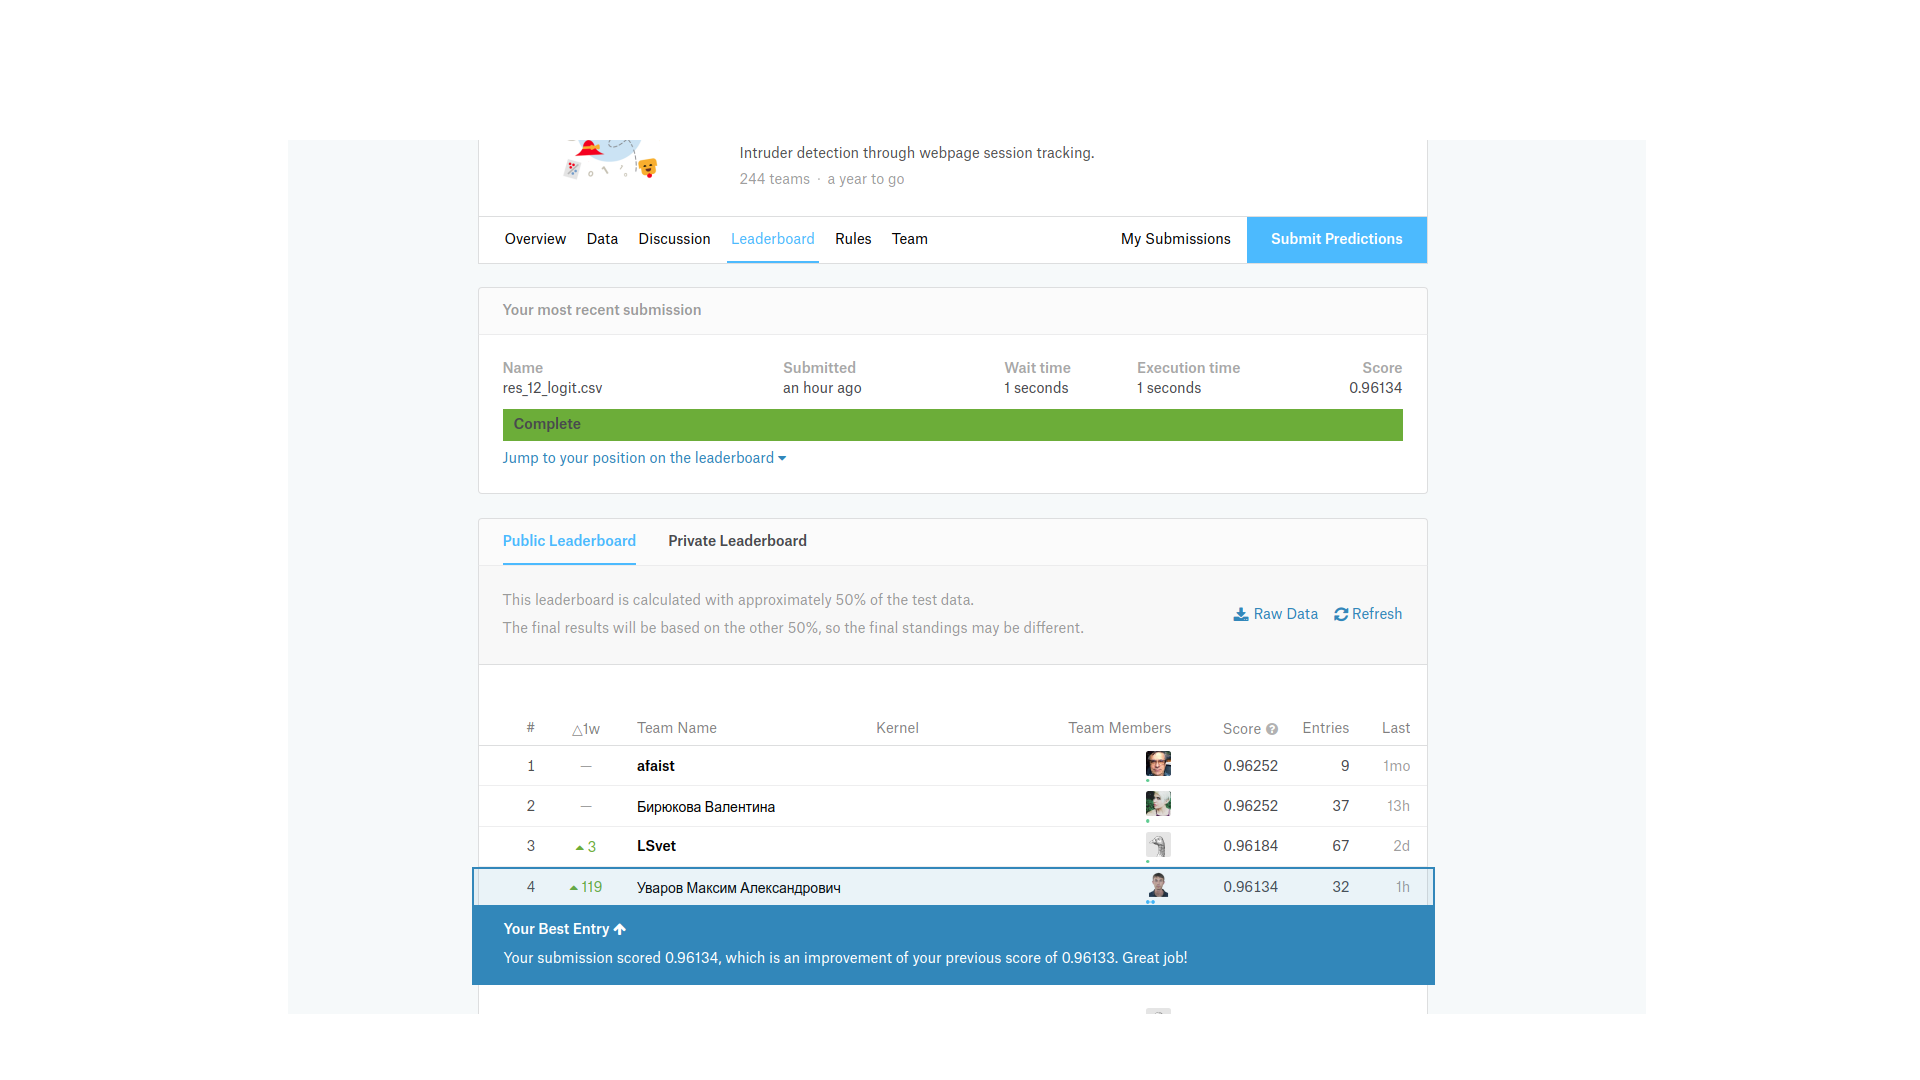 Intruder detection through webpage session tracking.
244 teams · a year to go
Overview Data Discussion Leaderboard Rules Team My Submissions Submit Predictions
Your most recent submission
Name Submitted Wait time Execution time Score
res_12_logit.csv an hour ago 1 seconds 1 seconds 0.96134
Complete
Jump to your position on the leaderboard
Public Leaderboard Private Leaderboard
This leaderboard is calculated with approximately 50% of the test data.
The final results will be based on the other 50%, so the final standings may be different.
Raw Data Refresh
# △1w Team Name Kernel Team Members Score Entries Last
1 — afaist 0.96252 9 1mo
2 — Бирюкова Валентина 0.96252 37 13h
3 3 LSvet 0.96184 67 2d
4 119 Уваров Максим Александрович 0.96134 32 1h
Your Best Entry
Your submission scored 0.96134, which is an improvement of your previous score of 0.96133. Great job!